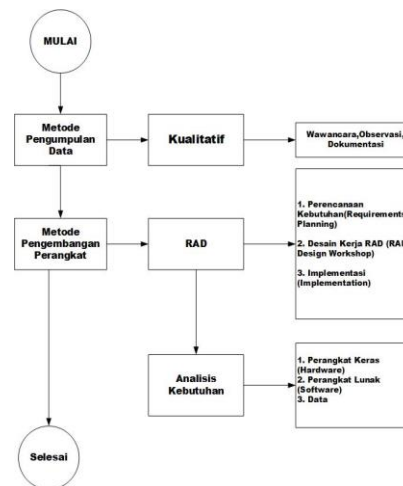 MULAI
Metode
Pengumpulan
Data
Kualitatif
Wawancara,Observasi,
Dokumentasi
Metode
Pengembangan
Perangkat
RAD
1. Perencanaan
Kebutuhan(Requirements
Planning)
2. Desain Kerja RAD (RAD
Design Workshop)
3. Implementasi
(Implementation)
Analisis
Kebutuhan
1. Perangkat Keras
(Hardware)
2. Perangkat Lunak
(Software)
3. Data
Selesai